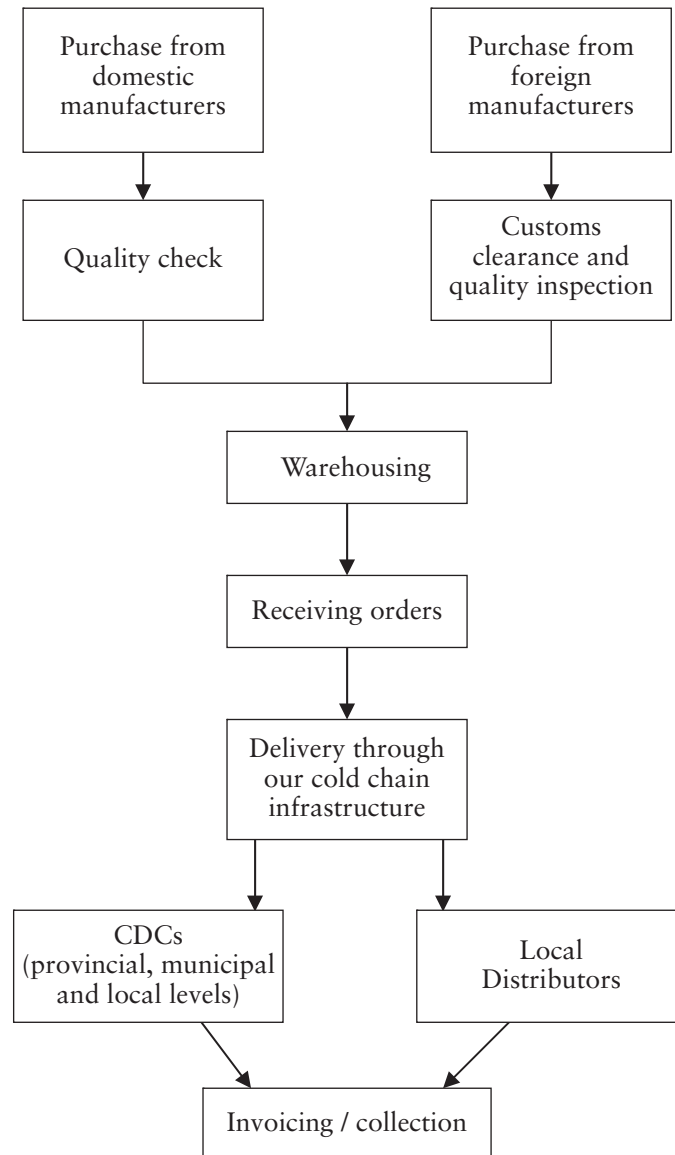 Purchase from
domestic
manufacturers
Purchase from
foreign
manufacturers
Quality check
Customs
clearance and
quality inspection
Warehousing
Receiving orders
Delivery through
our cold chain
infrastructure
CDCs
(provincial, municipal
and local levels)
Local
Distributors
Invoicing / collection